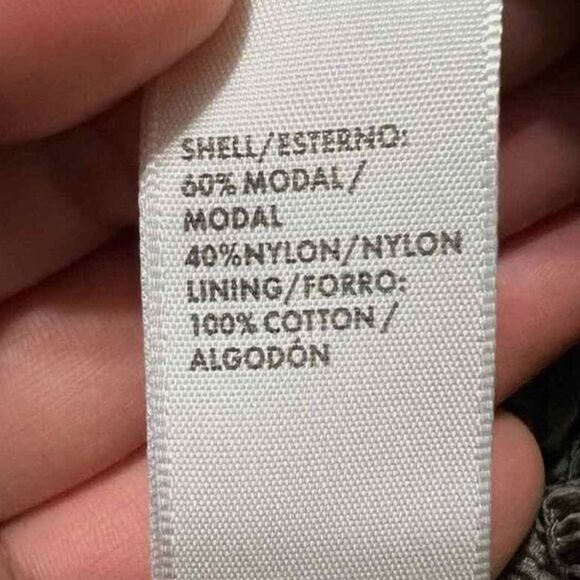 SHELL/ESTERNO:
60% MODAL/
MODAL
40%NYLON/NYLON
LINING/FORRO:
100% COTTON/
ALGODÓN